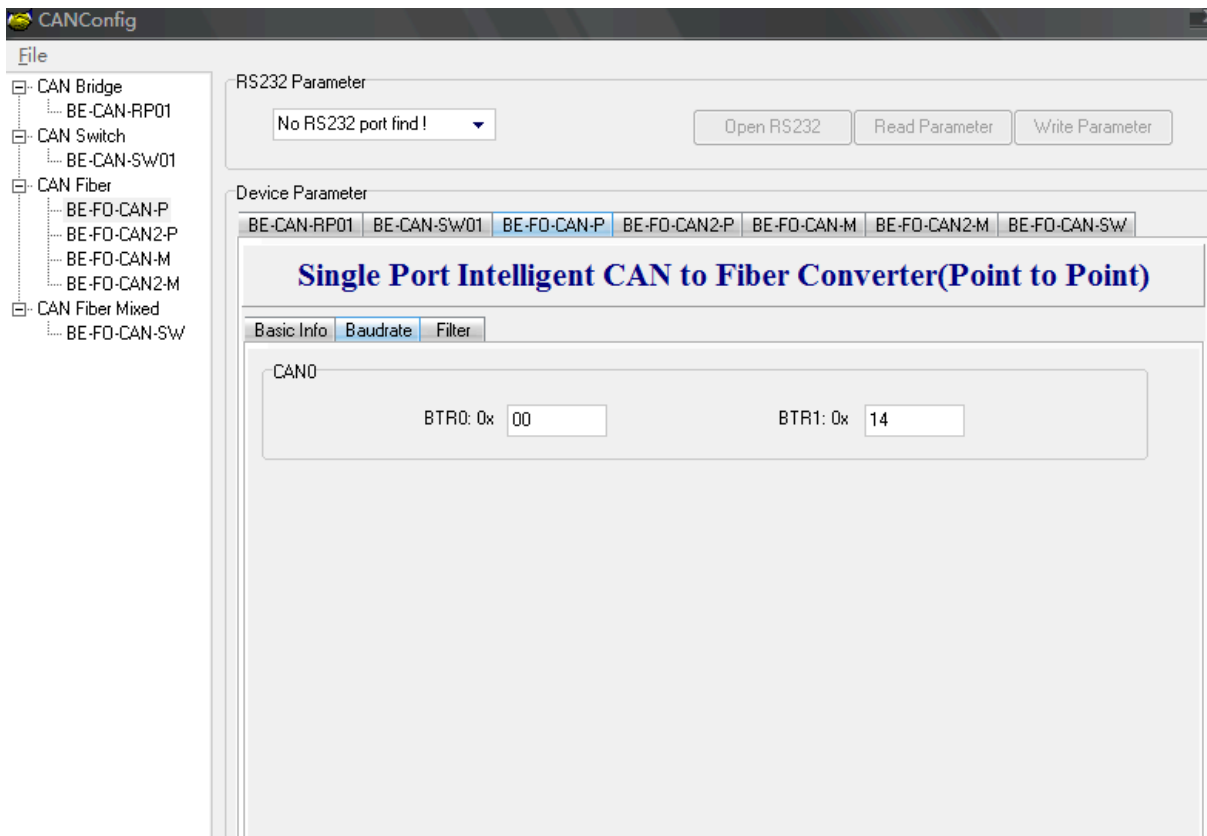 CANConfig
File
CAN Bridge
BE-CAN-RP01
CAN Switch
BE-CAN-SW01
CAN Fiber
BE-FO-CAN-P
BE-FO-CAN2-P
BE-FO-CAN-M
BE-FO-CAN2-M
CAN Fiber Mixed
BE-FO-CAN-SW
RS232 Parameter
No RS232 port find ! Open RS232 Read Parameter Write Parameter
Device Parameter
BE-CAN-RP01 BE-CAN-SW01 BE-FO-CAN-P BE-FO-CAN2-P BE-FO-CAN-M BE-FO-CAN2-M BE-FO-CAN-SW
Single Port Intelligent CAN to Fiber Converter(Point to Point)
Basic Info Baudrate Filter
CAN0
BTR0: 0x 00 BTR1: 0x 14